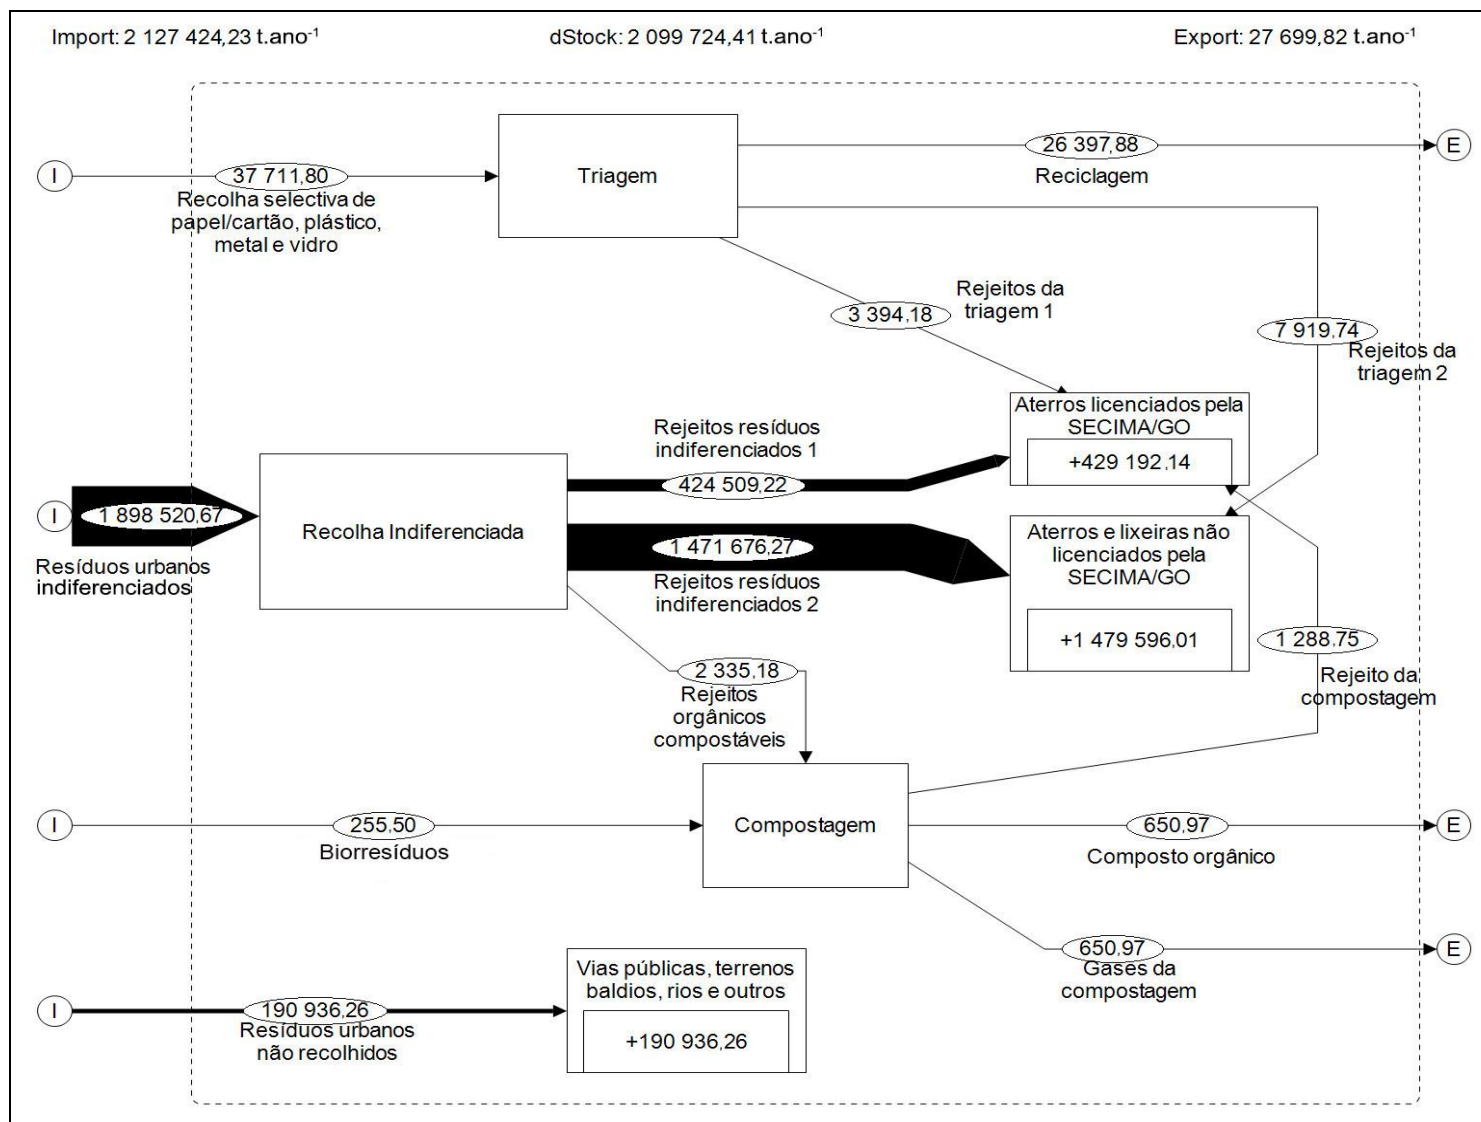 Import: 2 127 424,23 t.ano⁻¹
dStock: 2 099 724,41 t.ano⁻¹
Export: 27 699,82 t.ano⁻¹
I
37 711,80
Recolha selectiva de
papel/cartão, plástico,
metal e vidro
Triagem
26 397,88
Reciclagem
E
3 394,18
Rejeitos da
triagem 1
7 919,74
Rejeitos da
triagem 2
Aterros licenciados pela
SECIMA/GO
+429 192,14
I
1 898 520,67
Resíduos urbanos
indiferenciados
Recolha Indiferenciada
Rejeitos resíduos
indiferenciados 1
424 509,22
1 471 676,27
Rejeitos resíduos
indiferenciados 2
Aterros e lixeiras não
licenciados pela
SECIMA/GO
+1 479 596,01
2 335,18
Rejeitos
orgânicos
compostáveis
1 288,75
Rejeito da
compostagem
I
255,50
Biorresíduos
Compostagem
650,97
Composto orgânico
E
650,97
Gases da
compostagem
E
I
190 936,26
Resíduos urbanos
não recolhidos
Vias públicas, terrenos
baldios, rios e outros
+190 936,26